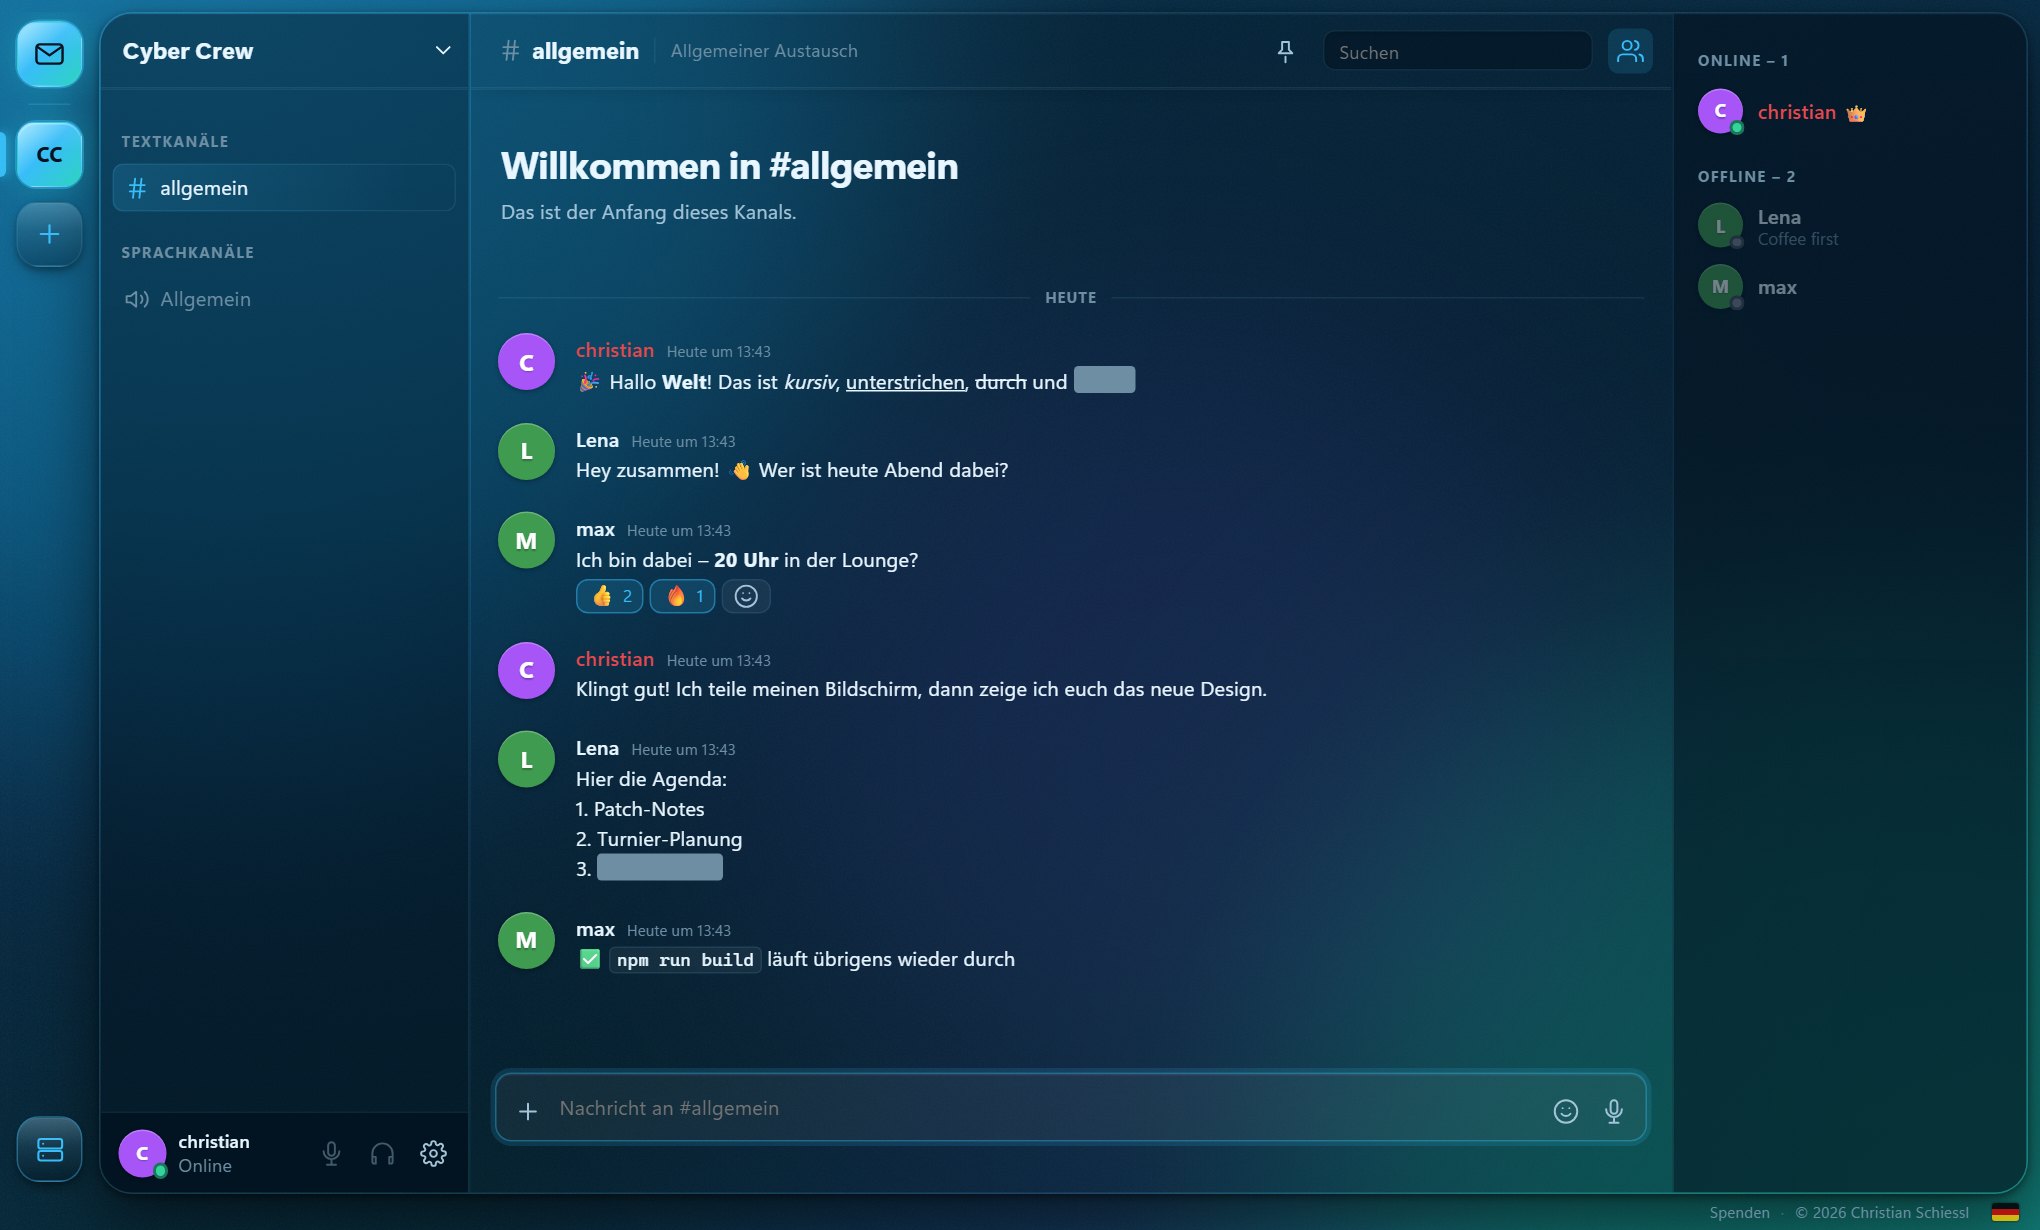 Cyber Crew
# allgemein
Allgemeiner Austausch
Suchen
CC
TEXTKANÄLE
# allgemein
SPRACHKANÄLE
Allgemein
Willkommen in #allgemein
Das ist der Anfang dieses Kanals.
HEUTE
C
christian Heute um 13:43
🎉 Hallo Welt! Das ist kursiv, unterstrichen, durch und
L
Lena Heute um 13:43
Hey zusammen! 👋 Wer ist heute Abend dabei?
M
max Heute um 13:43
Ich bin dabei – 20 Uhr in der Lounge?
👍 2 🔥 1
C
christian Heute um 13:43
Klingt gut! Ich teile meinen Bildschirm, dann zeige ich euch das neue Design.
L
Lena Heute um 13:43
Hier die Agenda:
1. Patch-Notes
2. Turnier-Planung
3.
M
max Heute um 13:43
✅ npm run build läuft übrigens wieder durch
Nachricht an #allgemein
C
christian
Online
ONLINE – 1
C
christian 👑
OFFLINE – 2
L
Lena
Coffee first
M
max
Spenden · © 2026 Christian Schiessl